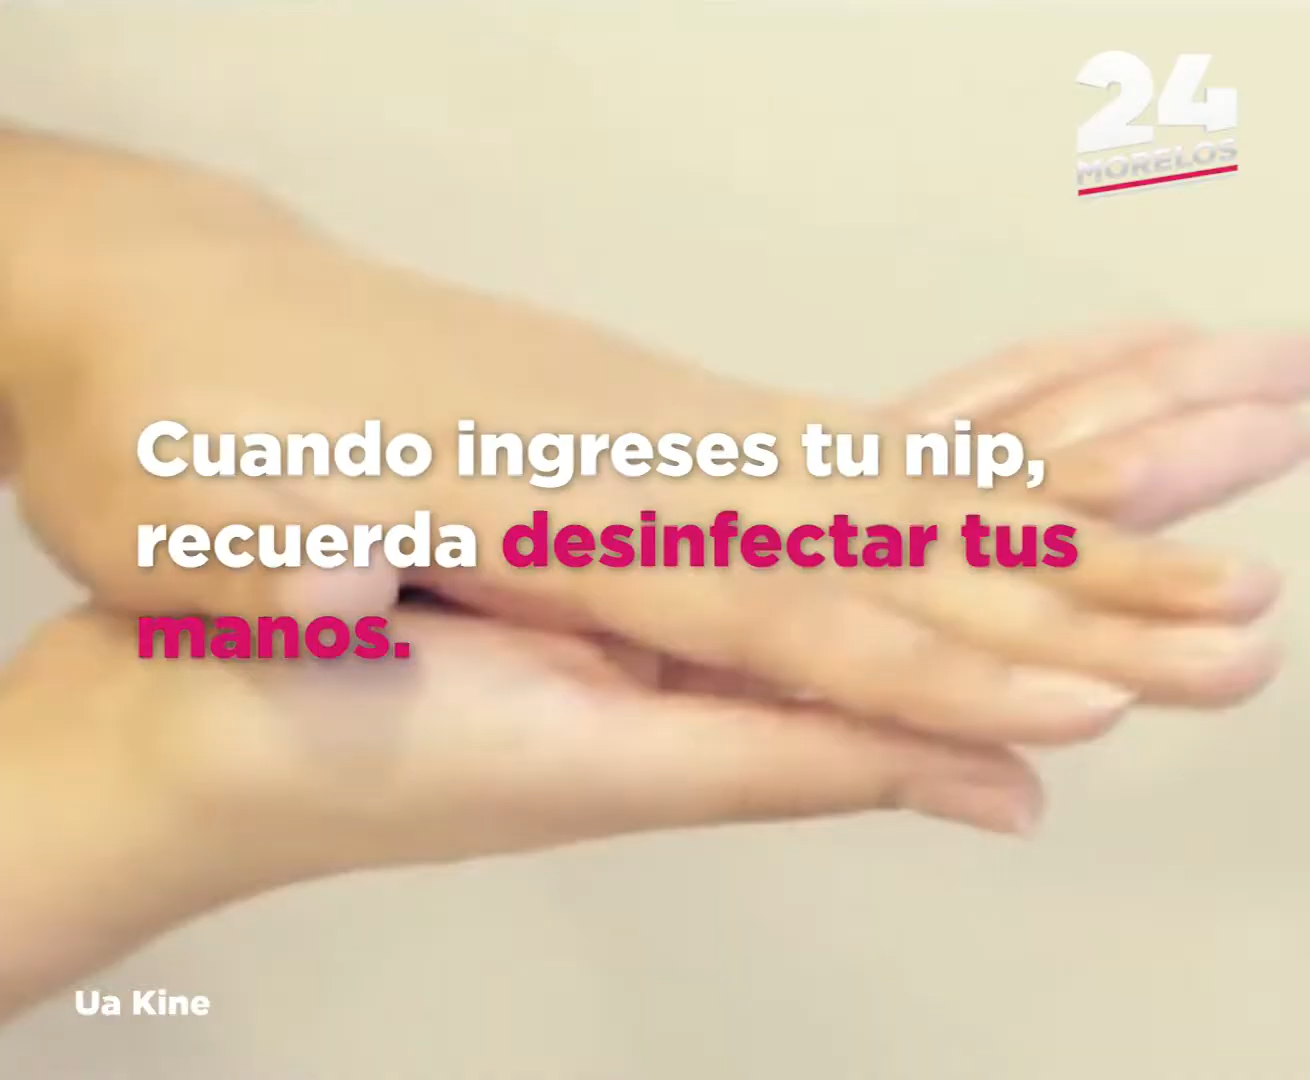 24
MORELOS
Cuando ingreses tu nip,
recuerda desinfectar tus
manos.
Ua Kine